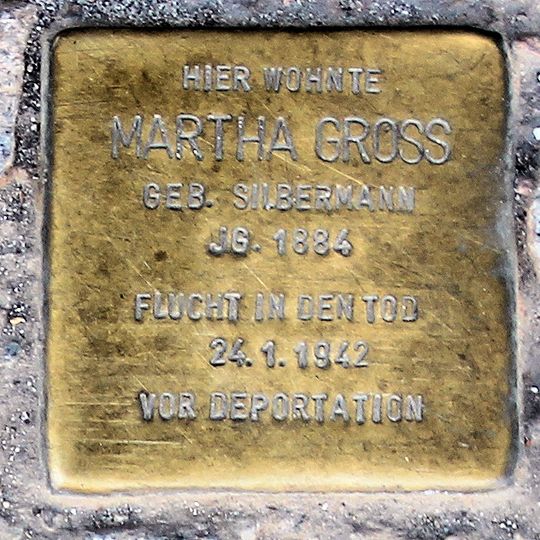 HIER WOHNTE
MARTHA GROSS
GEB. SILBERMANN
JG. 1884
FLUCHT IN DEN TOD
24.1.1942
VOR DEPORTATION